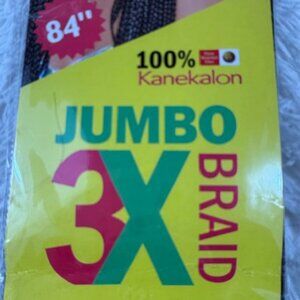 84"
100%
Kanekalon
JUMBO
3X
BRAID